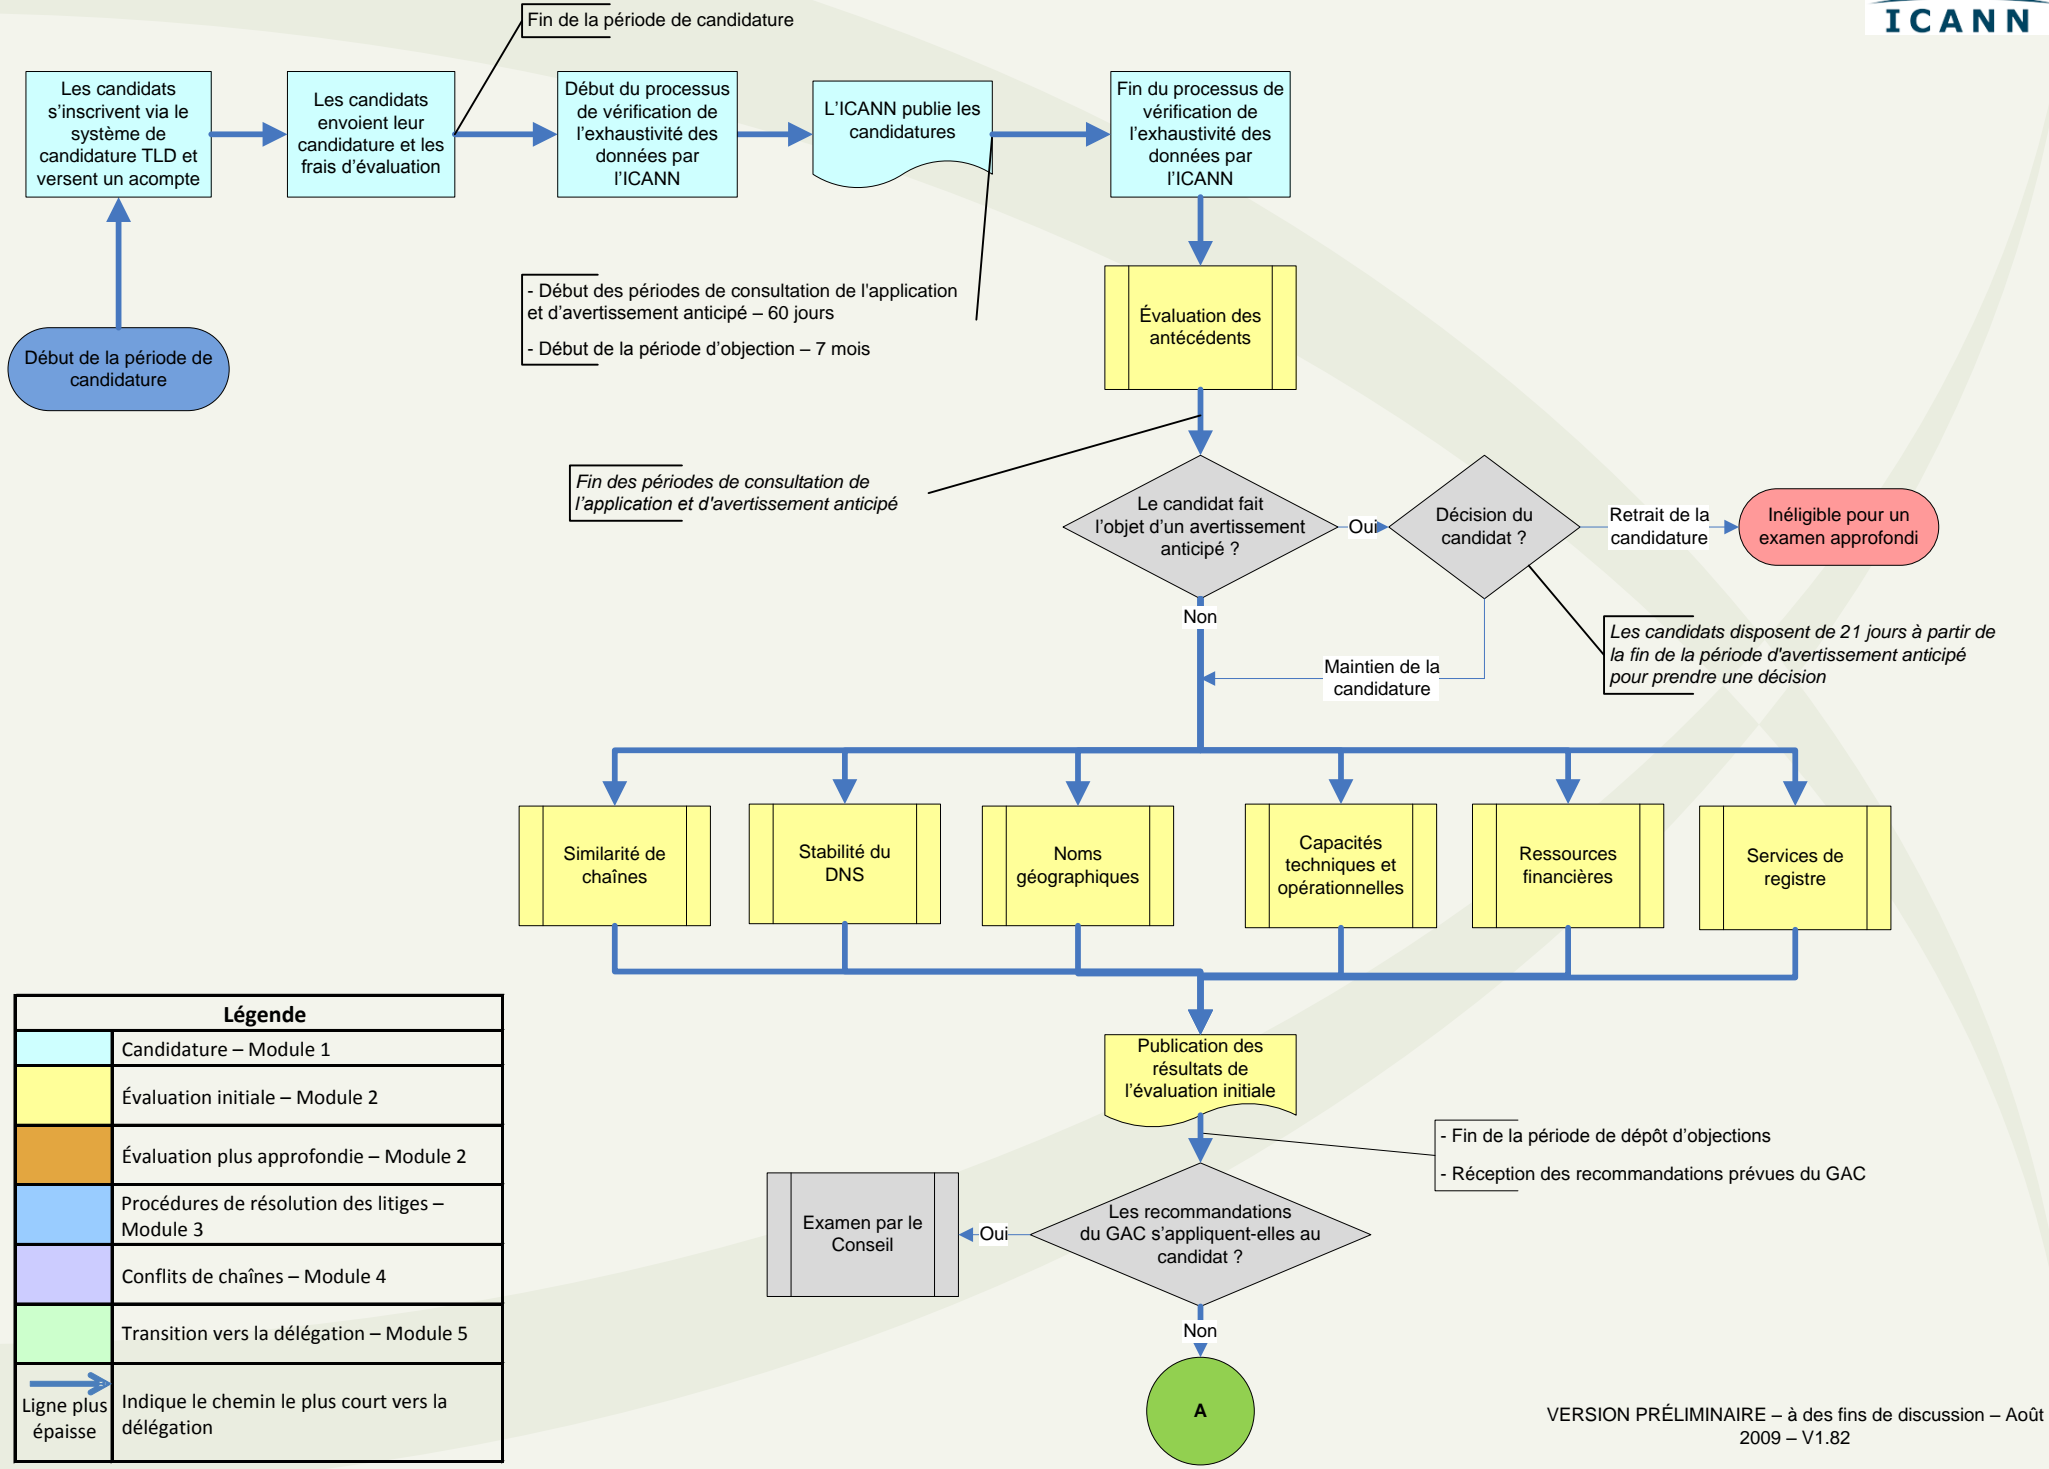 ICANN
Fin de la période de candidature
Les candidats
s’inscrivent via le
système de
candidature TLD et
versent un acompte
Les candidats
envoient leur
candidature et les
frais d’évaluation
Début du processus
de vérification de
l’exhaustivité des
données par
l’ICANN
L’ICANN publie les
candidatures
Fin du processus de
vérification de
l’exhaustivité des
données par
l’ICANN
- Début des périodes de consultation de l’application
et d’avertissement anticipé – 60 jours
- Début de la période d’objection – 7 mois
Évaluation des
antécédents
Début de la période de
candidature
Fin des périodes de consultation de
l’application et d'avertissement anticipé
Le candidat fait
l’objet d’un avertissement
anticipé ?
Oui
Décision du
candidat ?
Retrait de la
candidature
Inéligible pour un
examen approfondi
Non
Les candidats disposent de 21 jours à partir de
la fin de la période d'avertissement anticipé
pour prendre une décision
Maintien de la
candidature
Similarité de
chaînes
Stabilité du
DNS
Noms
géographiques
Capacités
techniques et
opérationnelles
Ressources
financières
Services de
registre
Publication des
résultats de
l’évaluation initiale
- Fin de la période de dépôt d’objections
- Réception des recommandations prévues du GAC
Les recommandations
du GAC s’appliquent-elles au
candidat ?
Oui
Examen par le
Conseil
Non
A
Légende
Candidature – Module 1
Évaluation initiale – Module 2
Évaluation plus approfondie – Module 2
Procédures de résolution des litiges –
Module 3
Conflits de chaînes – Module 4
Transition vers la délégation – Module 5
Ligne plus
épaisse
Indique le chemin le plus court vers la
délégation
VERSION PRÉLIMINAIRE – à des fins de discussion – Août
2009 – V1.82